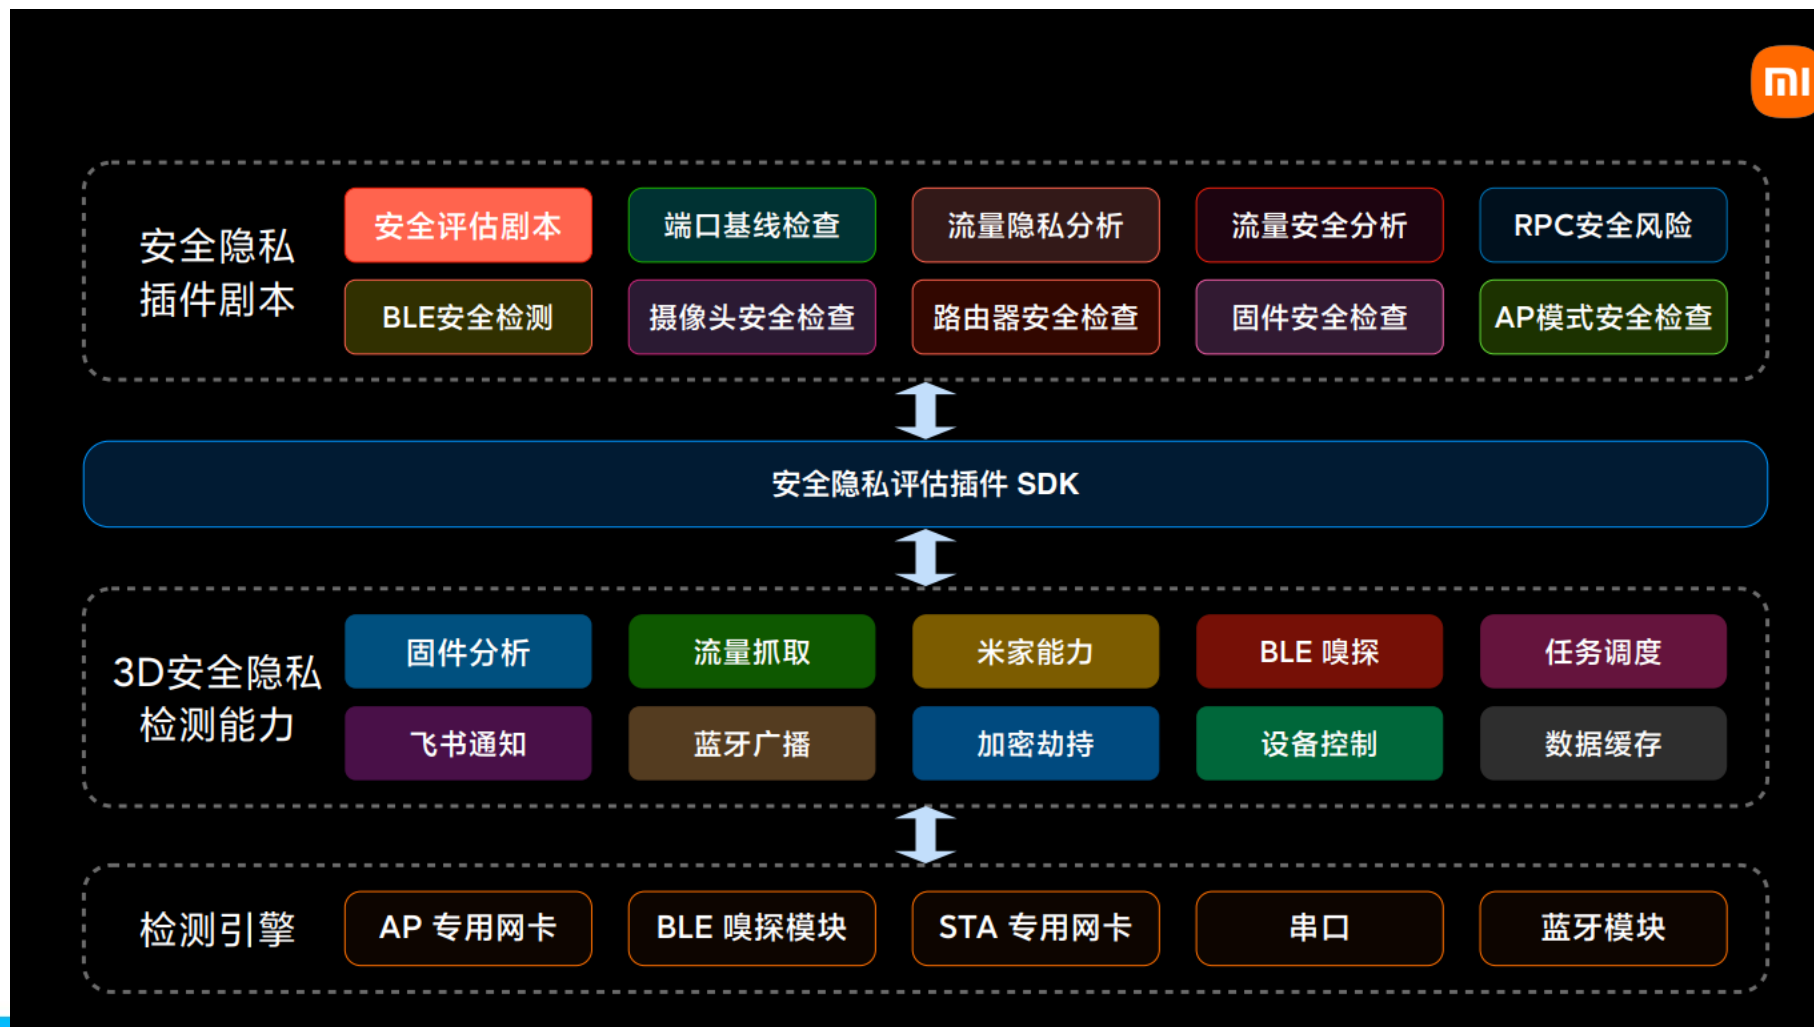 mı
安全隐私
插件剧本
安全评估剧本
端口基线检查
流量隐私分析
流量安全分析
RPC安全风险
BLE安全检测
摄像头安全检查
路由器安全检查
固件安全检查
AP模式安全检查
安全隐私评估插件 SDK
3D安全隐私
检测能力
固件分析
流量抓取
米家能力
BLE 嗅探
任务调度
飞书通知
蓝牙广播
加密劫持
设备控制
数据缓存
检测引擎
AP 专用网卡
BLE 嗅探模块
STA 专用网卡
串口
蓝牙模块